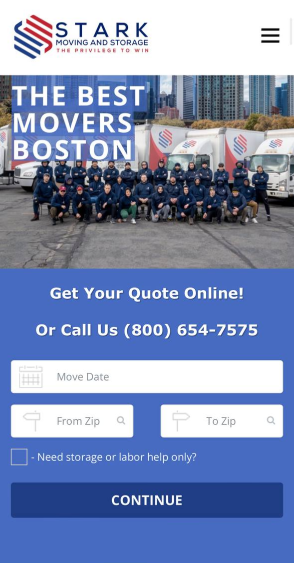 STARK
MOVING AND STORAGE
THE PRIVILEGE TO WIN
THE BEST
MOVERS
BOSTON
Get Your Quote Online!
Or Call Us (800) 654-7575
Move Date
From Zip
To Zip
- Need storage or labor help only?
CONTINUE